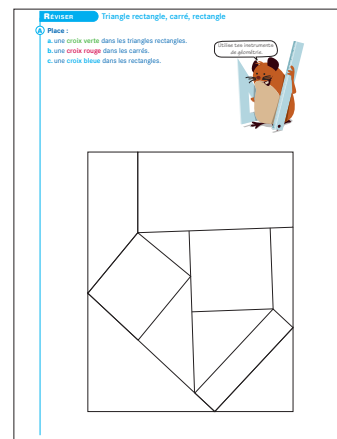 RÉVISER Triangle rectangle, carré, rectangle
A Place :
a. une croix verte dans les triangles rectangles.
b. une croix rouge dans les carrés.
c. une croix bleue dans les rectangles.
Utilise tes instruments
de géométrie.